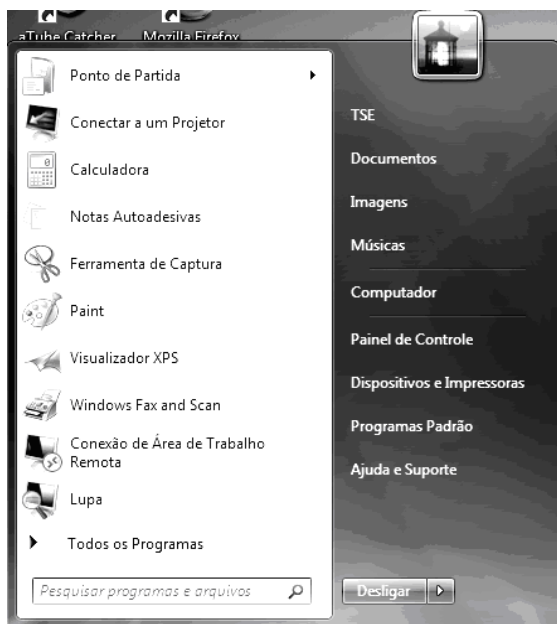 aTube Catcher Mozilla Firefox
Ponto de Partida
Conectar a um Projetor
Calculadora
Notas Autoadesivas
Ferramenta de Captura
Paint
Visualizador XPS
Windows Fax and Scan
Conexão de Área de Trabalho
Remota
Lupa
Todos os Programas
Pesquisar programas e arquivos
TSE
Documentos
Imagens
Músicas
Computador
Painel de Controle
Dispositivos e Impressoras
Programas Padrão
Ajuda e Suporte
Desligar